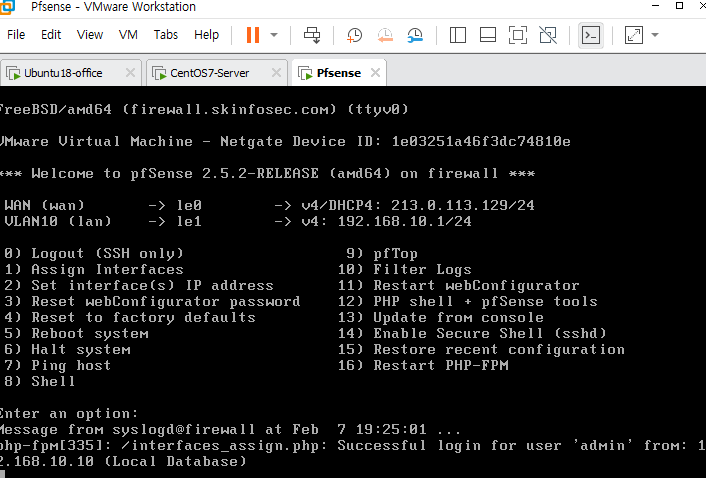 Pfsense - VMware Workstation
File Edit View VM Tabs Help
Ubuntu18-office CentOS7-Server Pfsense
FreeBSD/amd64 (firewall.skinfosec.com) (ttyv0)
VMware Virtual Machine - Netgate Device ID: 1e03251a46f3dc74810e
*** Welcome to pfSense 2.5.2-RELEASE (amd64) on firewall ***
WAN (wan) -> le0 -> v4/DHCP4: 213.0.113.129/24
VLAN10 (lan) -> le1 -> v4: 192.168.10.1/24
0) Logout (SSH only) 9) pfTop
1) Assign Interfaces 10) Filter Logs
2) Set interface(s) IP address 11) Restart webConfigurator
3) Reset webConfigurator password 12) PHP shell + pfSense tools
4) Reset to factory defaults 13) Update from console
5) Reboot system 14) Enable Secure Shell (sshd)
6) Halt system 15) Restore recent configuration
7) Ping host 16) Restart PHP-FPM
8) Shell
Enter an option:
Message from syslogd@firewall at Feb 7 19:25:01 ...
php-fpm[335]: /interfaces_assign.php: Successful login for user 'admin' from: 1
2.168.10.10 (Local Database)